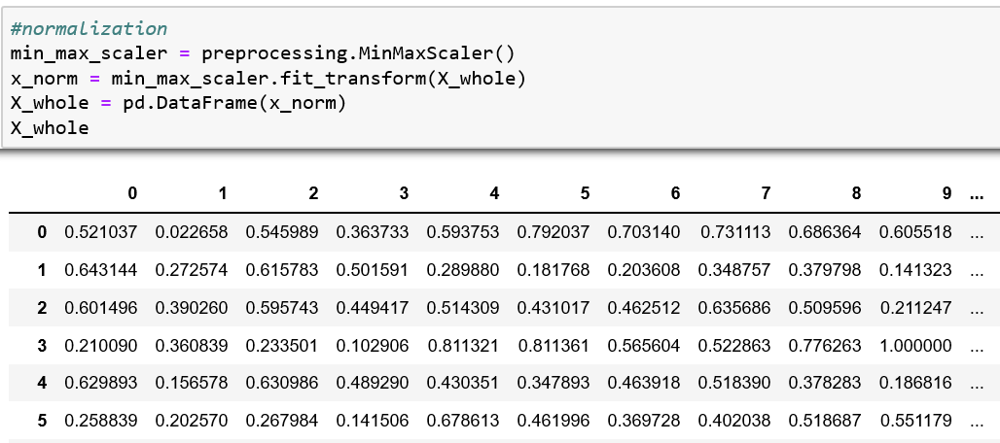 #normalization
min_max_scaler = preprocessing.MinMaxScaler()
x_norm = min_max_scaler.fit_transform(X_whole)
X_whole = pd.DataFrame(x_norm)
X_whole
0 1 2 3 4 5 6 7 8 9 ...
0 0.521037 0.022658 0.545989 0.363733 0.593753 0.792037 0.703140 0.731113 0.686364 0.605518 ...
1 0.643144 0.272574 0.615783 0.501591 0.289880 0.181768 0.203608 0.348757 0.379798 0.141323 ...
2 0.601496 0.390260 0.595743 0.449417 0.514309 0.431017 0.462512 0.635686 0.509596 0.211247 ...
3 0.210090 0.360839 0.233501 0.102906 0.811321 0.811361 0.565604 0.522863 0.776263 1.000000 ...
4 0.629893 0.156578 0.630986 0.489290 0.430351 0.347893 0.463918 0.518390 0.378283 0.186816 ...
5 0.258839 0.202570 0.267984 0.141506 0.678613 0.461996 0.369728 0.402038 0.518687 0.551179 ...